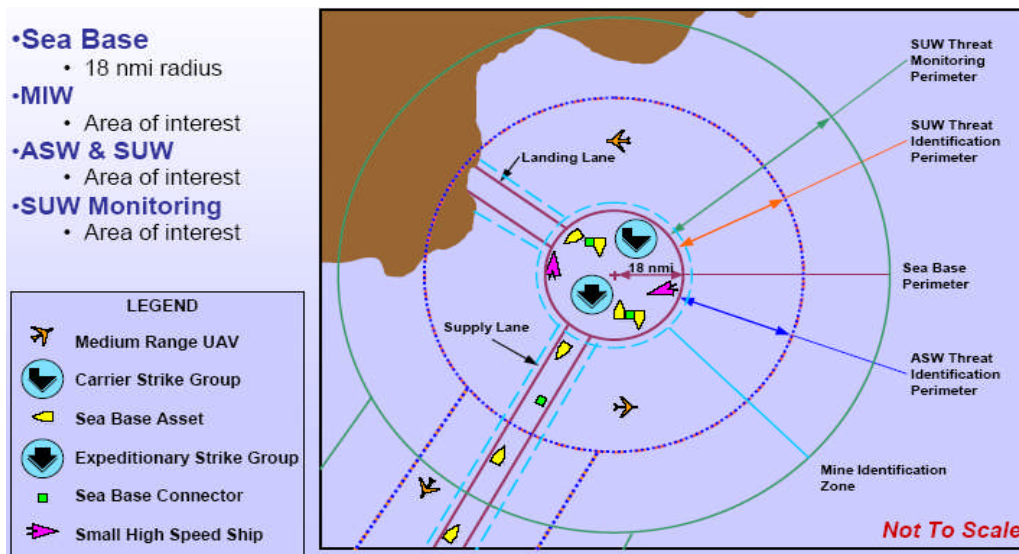 •Sea Base
• 18 nmi radius
•MIW
• Area of interest
•ASW & SUW
• Area of interest
•SUW Monitoring
• Area of interest
LEGEND
Medium Range UAV
Carrier Strike Group
Sea Base Asset
Expeditionary Strike Group
Sea Base Connector
Small High Speed Ship
Landing Lane
18 nmi
Supply Lane
SUW Threat
Monitoring
Perimeter
SUW Threat
Identification
Perimeter
Sea Base
Perimeter
ASW Threat
Identification
Perimeter
Mine Identification
Zone
Not To Scale